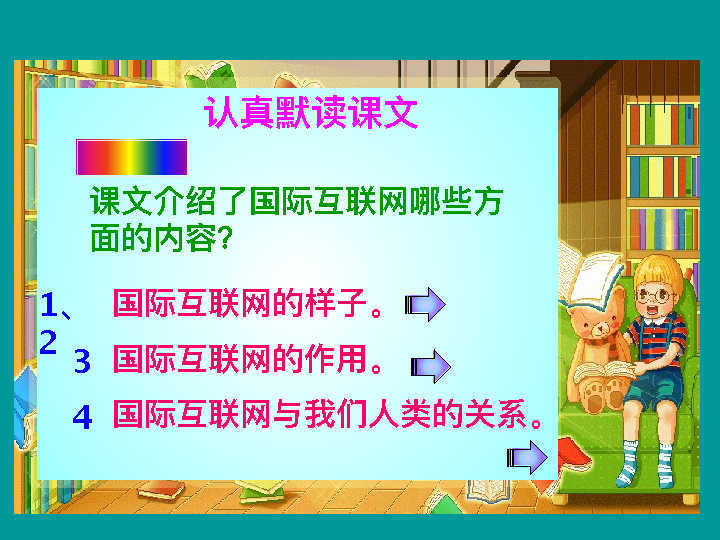 认真默读课文
课文介绍了国际互联网哪些方
面的内容?
1、 国际互联网的样子。
2
3 国际互联网的作用。
4 国际互联网与我们人类的关系。